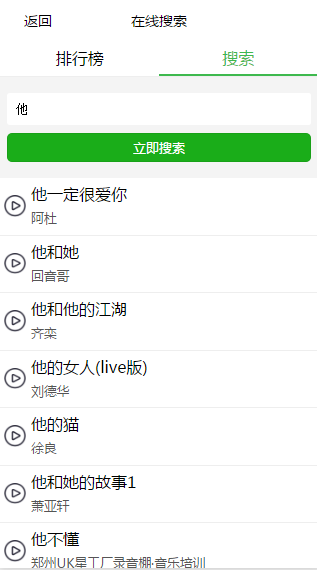 返回 在线搜索
排行榜 搜索
他
立即搜索
他一定很爱你
阿杜
他和她
回音哥
他和他的江湖
齐栾
他的女人(live版)
刘德华
他的猫
徐良
他和她的故事1
萧亚轩
他不懂
郑州UK星工厂录音棚·音乐培训